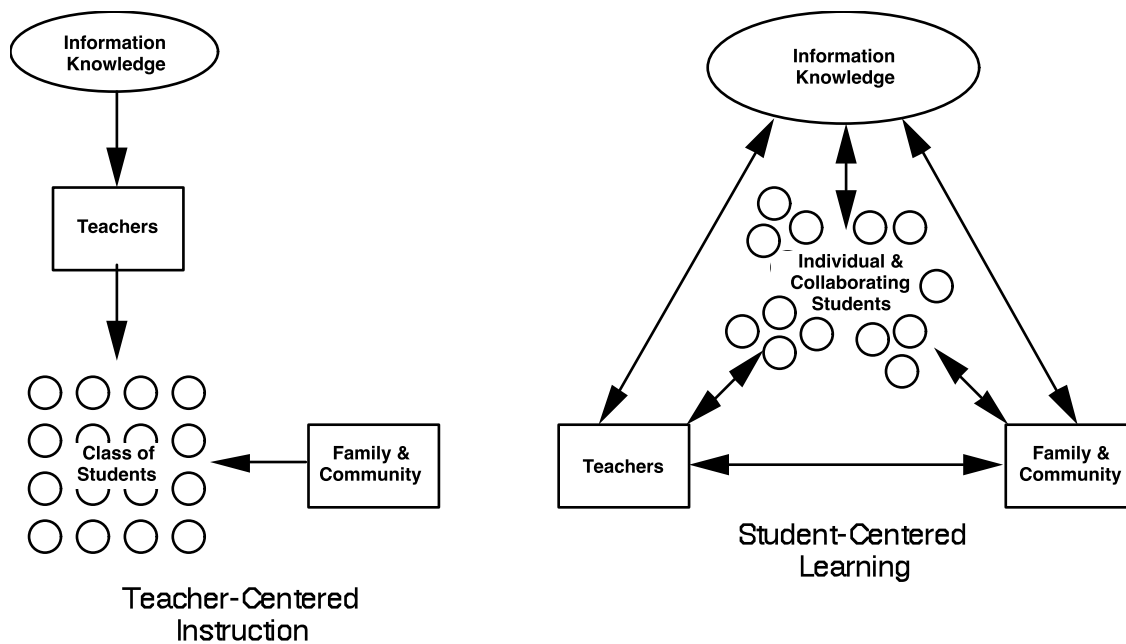 Information
Knowledge
Teachers
Class of
Students
Family &
Community
Teacher-Centered
Instruction
Information
Knowledge
Individual &
Collaborating
Students
Teachers
Family &
Community
Student-Centered
Learning